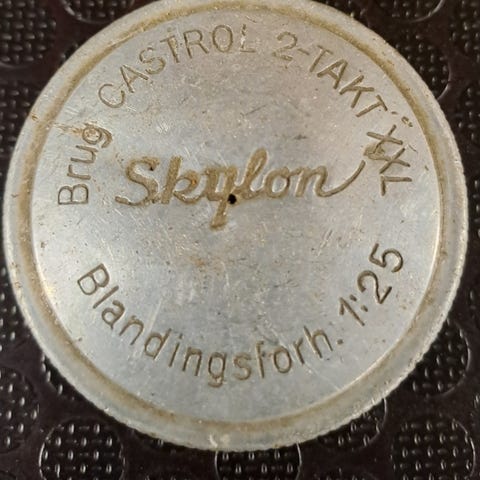 Brug CASTROL 2-TAKT XXL
Skylon
Blandingsforh. 1:25